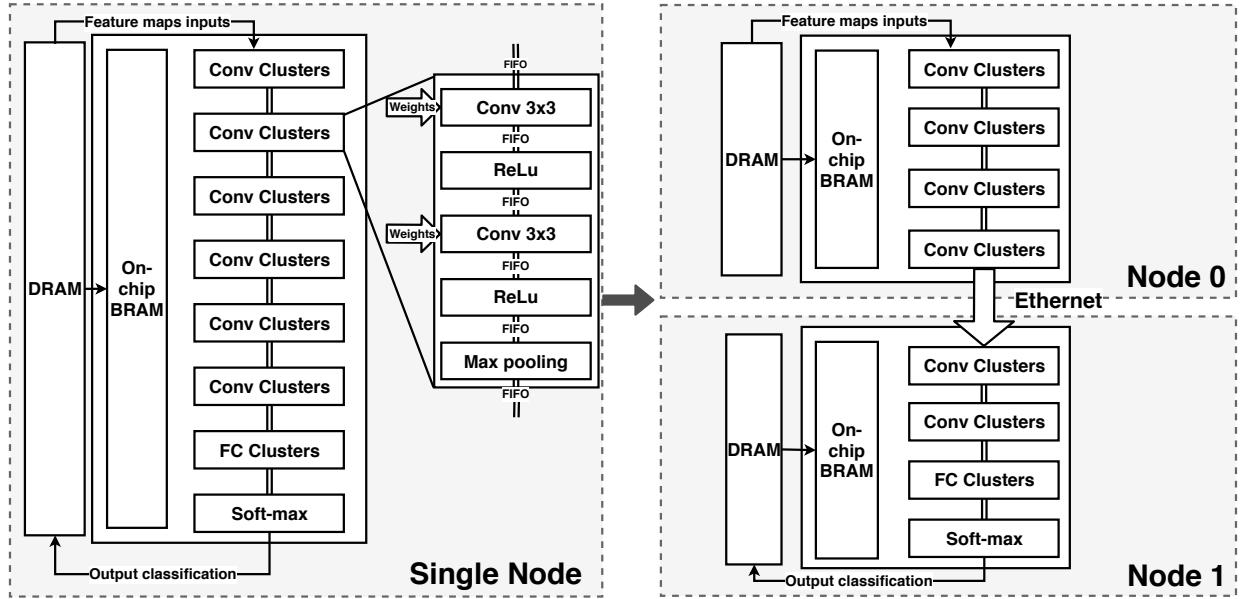 Feature maps inputs
DRAM
On-
chip
BRAM
Conv Clusters
Conv Clusters
Conv Clusters
Conv Clusters
Conv Clusters
Conv Clusters
FC Clusters
Soft-max
Output classification
Single Node
FIFO
Weights
Conv 3x3
FIFO
ReLu
FIFO
Weights
Conv 3x3
FIFO
ReLu
FIFO
Max pooling
FIFO
Feature maps inputs
DRAM
On-
chip
BRAM
Conv Clusters
Conv Clusters
Conv Clusters
Conv Clusters
Node 0
Ethernet
DRAM
On-
chip
BRAM
Conv Clusters
Conv Clusters
FC Clusters
Soft-max
Output classification
Node 1